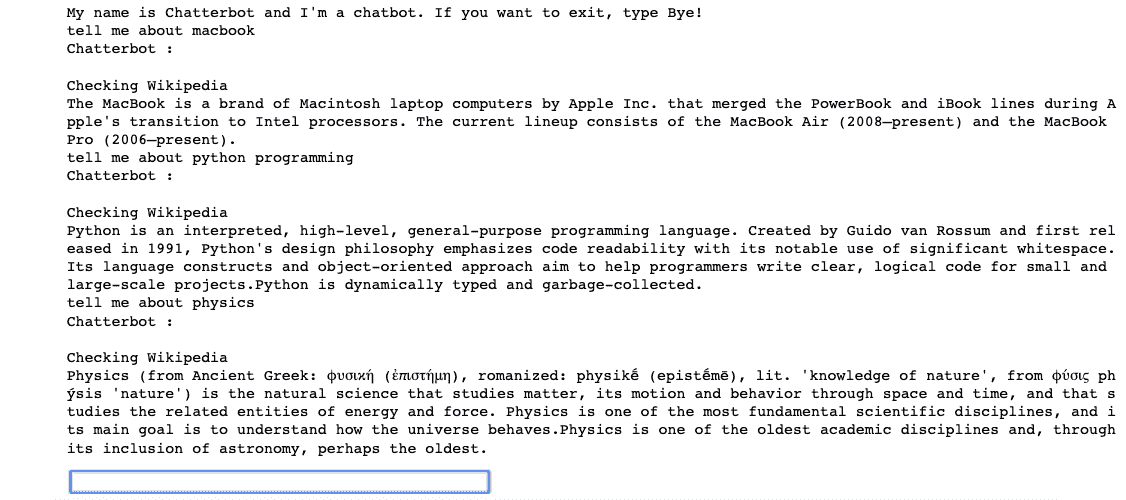 My name is Chatterbot and I'm a chatbot. If you want to exit, type Bye!
tell me about macbook
Chatterbot :
Checking Wikipedia
The MacBook is a brand of Macintosh laptop computers by Apple Inc. that merged the PowerBook and iBook lines during A
pple's transition to Intel processors. The current lineup consists of the MacBook Air (2008–present) and the MacBook
Pro (2006–present).
tell me about python programming
Chatterbot :
Checking Wikipedia
Python is an interpreted, high-level, general-purpose programming language. Created by Guido van Rossum and first rel
eased in 1991, Python's design philosophy emphasizes code readability with its notable use of significant whitespace.
Its language constructs and object-oriented approach aim to help programmers write clear, logical code for small and
large-scale projects.Python is dynamically typed and garbage-collected.
tell me about physics
Chatterbot :
Checking Wikipedia
Physics (from Ancient Greek: φυσική (ἐπιστήμη), romanized: physikḗ (epistḗmē), lit. 'knowledge of nature', from φύσις ph
ýsis 'nature') is the natural science that studies matter, its motion and behavior through space and time, and that s
tudies the related entities of energy and force. Physics is one of the most fundamental scientific disciplines, and i
ts main goal is to understand how the universe behaves.Physics is one of the oldest academic disciplines and, through
its inclusion of astronomy, perhaps the oldest.